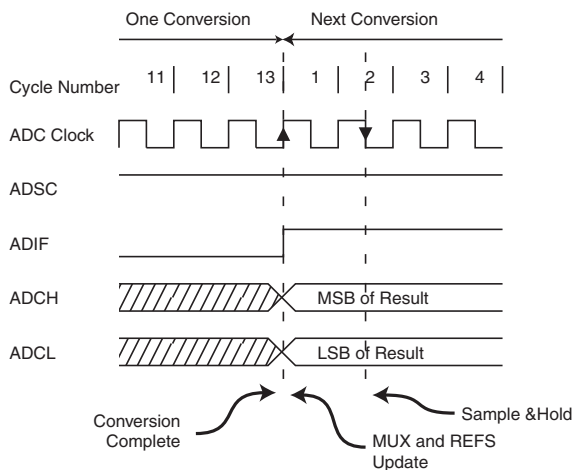 One Conversion Next Conversion
Cycle Number 11 12 13 1 2 3 4
ADC Clock
ADSC
ADIF
ADCH MSB of Result
ADCL LSB of Result
Conversion
Complete
MUX and REFS
Update
Sample &Hold